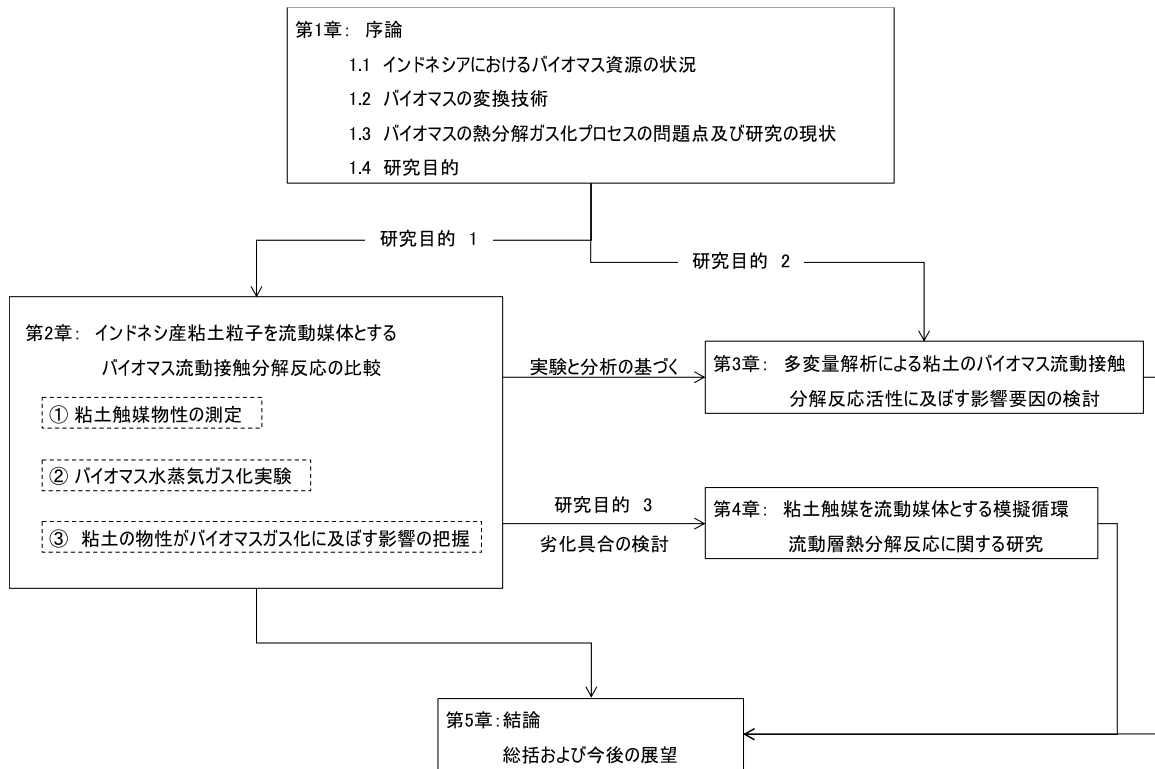 第1章： 序論
1.1 インドネシアにおけるバイオマス資源の状況
1.2 バイオマスの変換技術
1.3 バイオマスの熱分解ガス化プロセスの問題点及び研究の現状
1.4 研究目的
研究目的 1
研究目的 2
第2章： インドネシ産粘土粒子を流動媒体とする
バイオマス流動接触分解反応の比較
① 粘土触媒物性の測定
② バイオマス水蒸気ガス化実験
③ 粘土の物性がバイオマスガス化に及ぼす影響の把握
実験と分析の基づく
第3章： 多変量解析による粘土のバイオマス流動接触
分解反応活性に及ぼす影響要因の検討
研究目的 3
劣化具合の検討
第4章： 粘土触媒を流動媒体とする模擬循環
流動層熱分解反応に関する研究
第5章：結論
総括および今後の展望